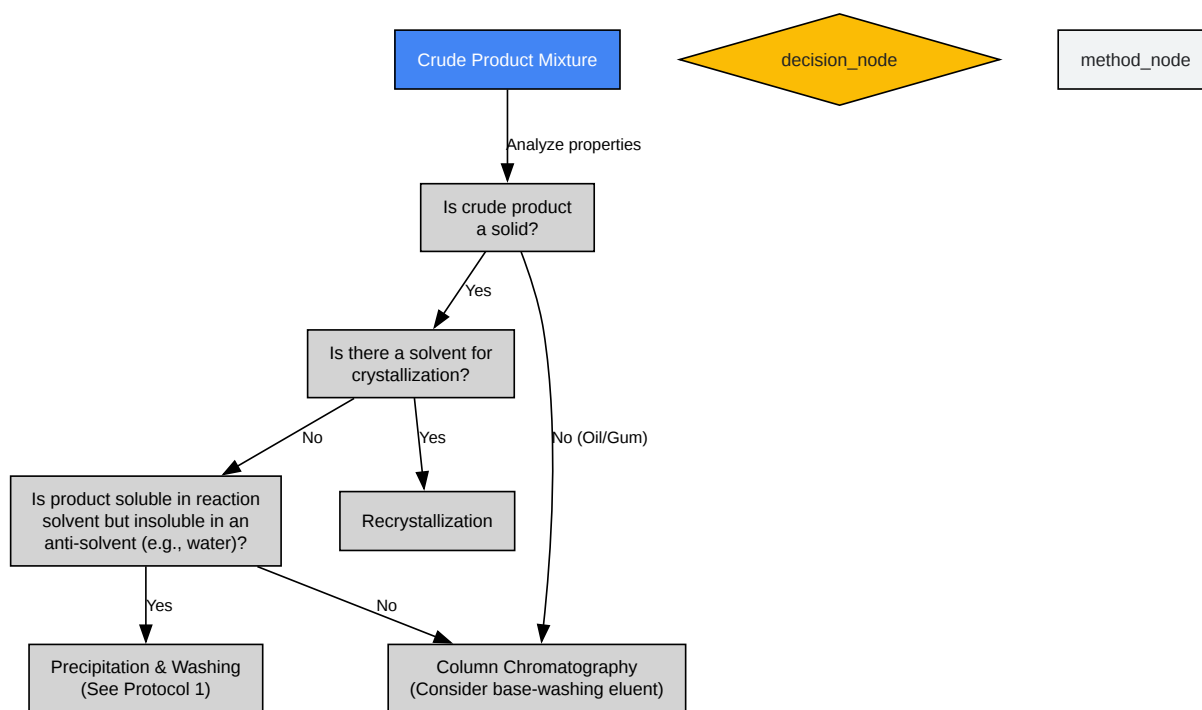 Crude Product Mixture
decision_node
method_node
Analyze properties
Is crude product
a solid?
Yes
Is there a solvent for
crystallization?
No
Yes
No (Oil/Gum)
Is product soluble in reaction
solvent but insoluble in an
anti-solvent (e.g., water)?
Recrystallization
Yes
No
Precipitation & Washing
(See Protocol 1)
Column Chromatography
(Consider base-washing eluent)